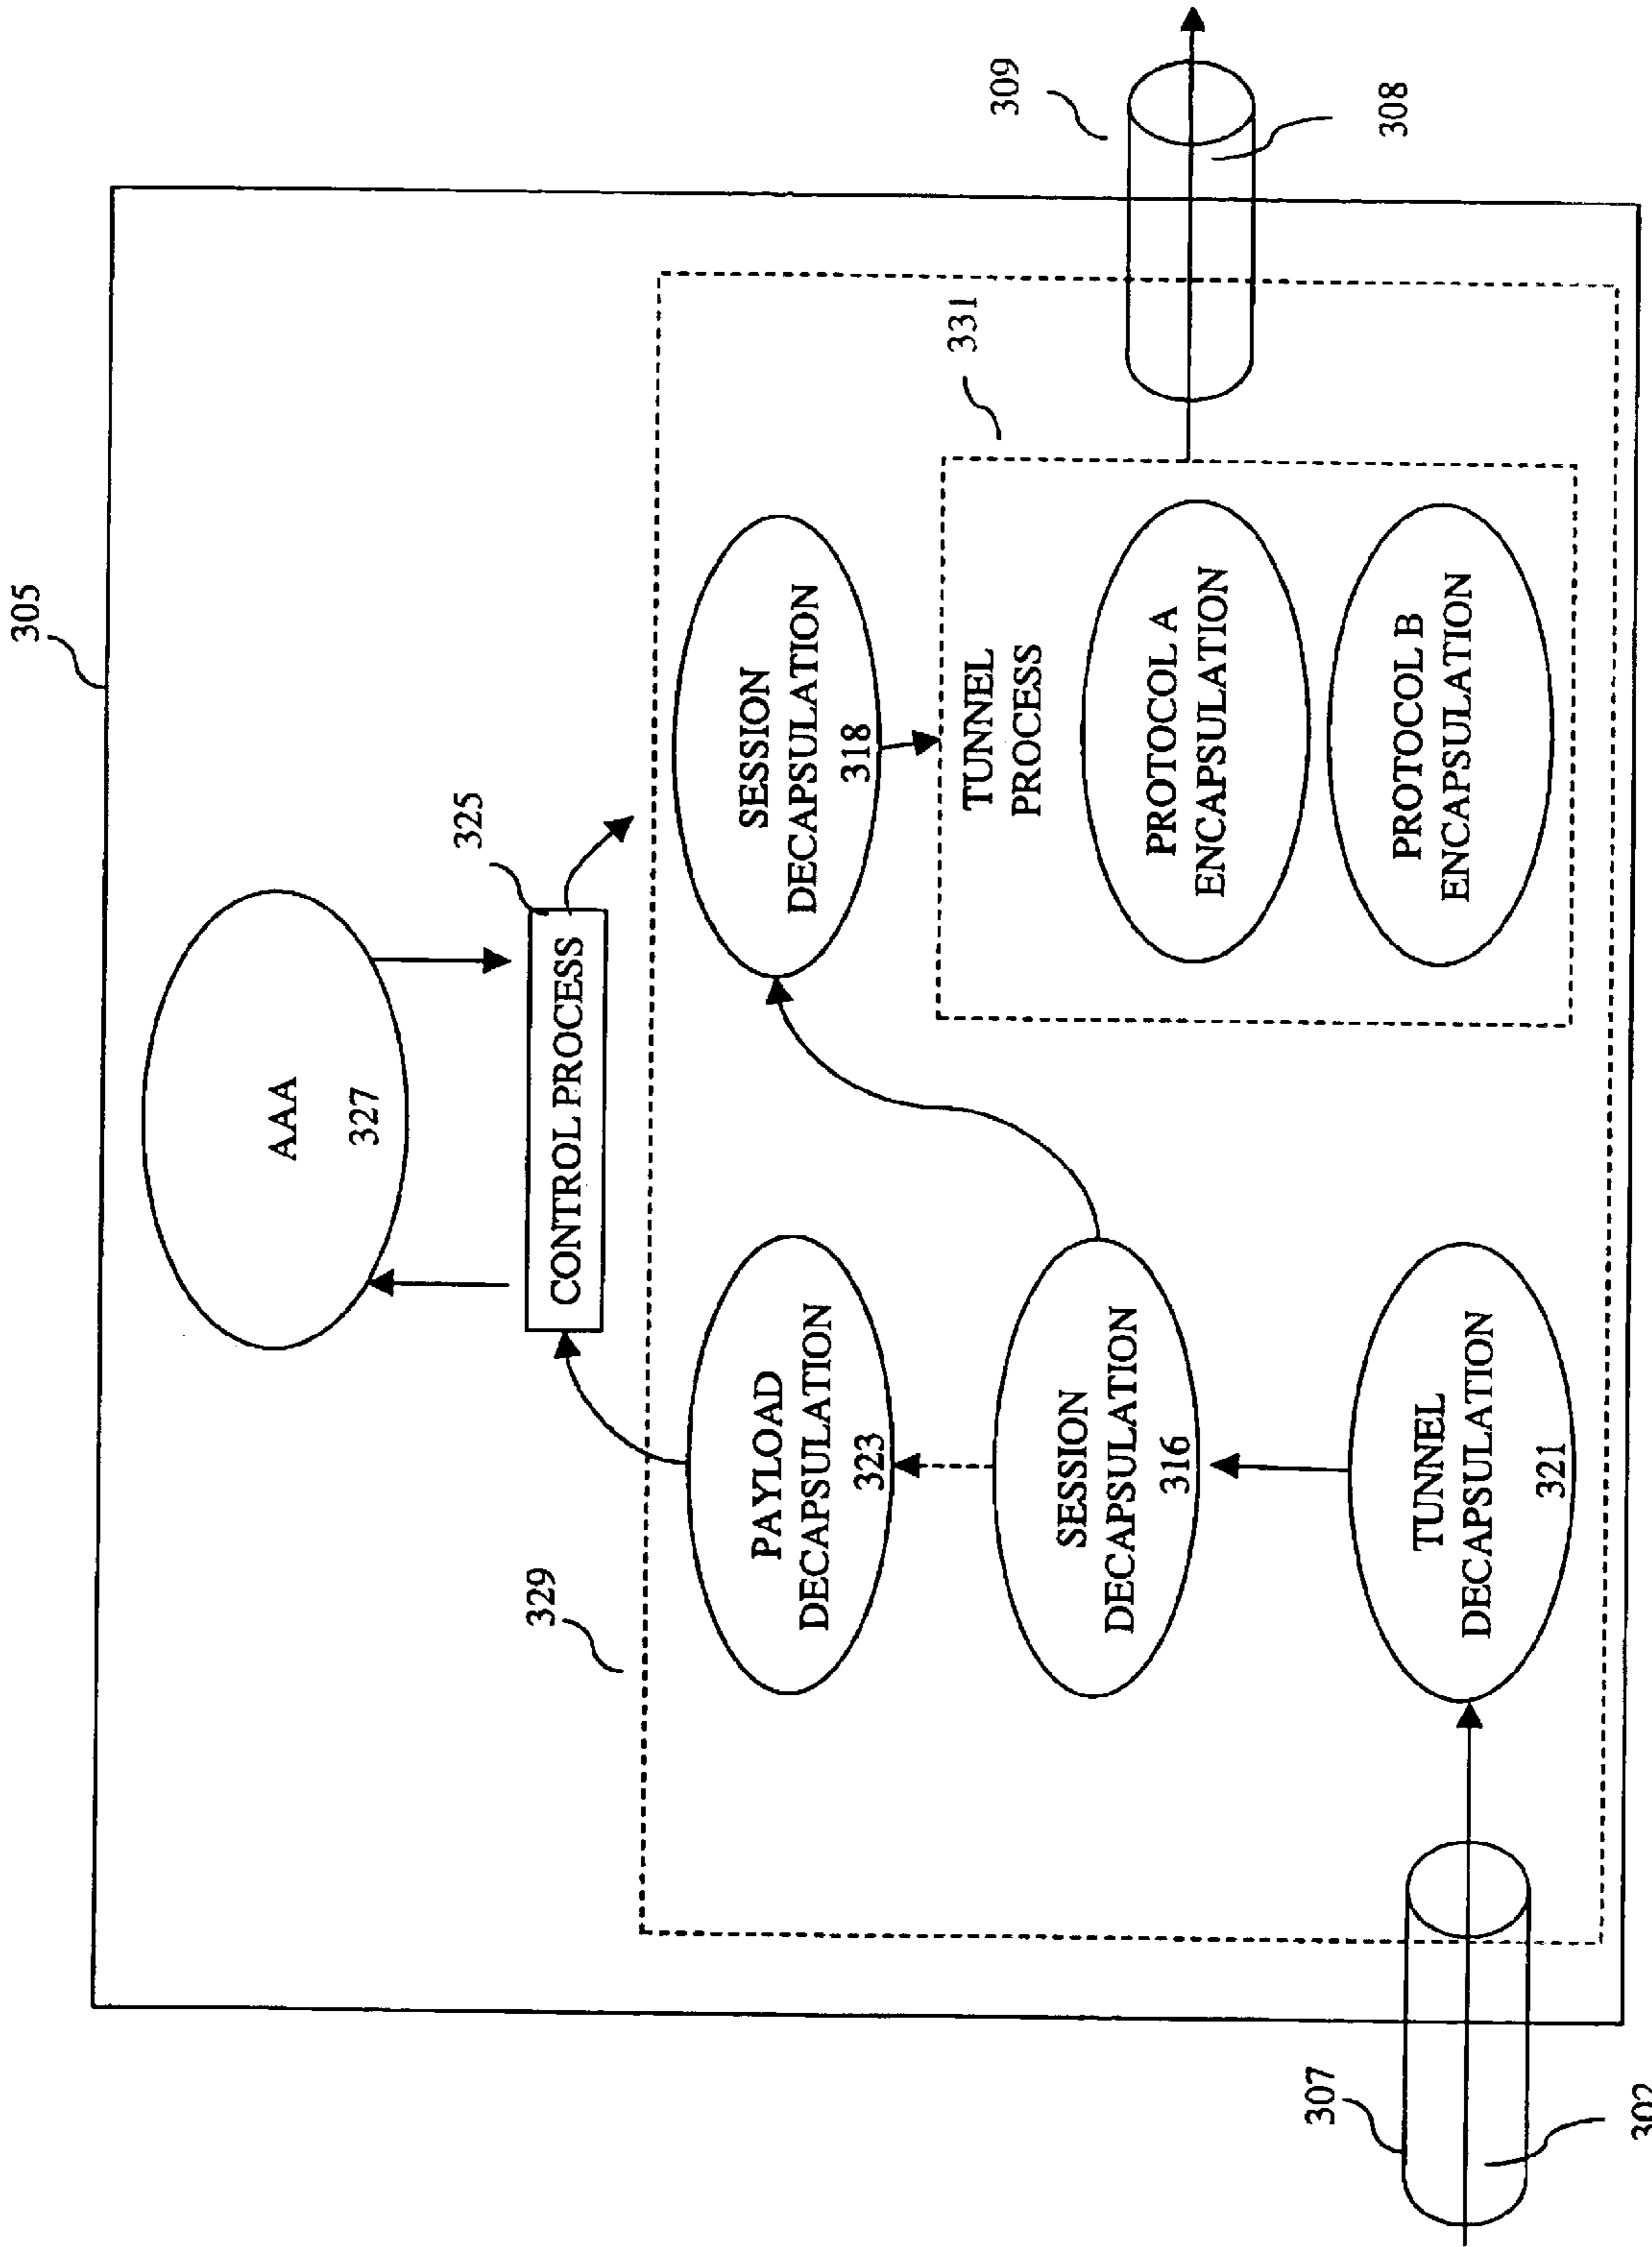 305
AAA
327
325
CONTROL PROCESS
329
PAYLOAD
DECAPSULATION
323
SESSION
DECAPSULATION
318
SESSION
DECAPSULATION
316
331
TUNNEL
PROCESS
309
308
PROTOCOL A
ENCAPSULATION
PROTOCOL B
ENCAPSULATION
TUNNEL
DECAPSULATION
321
307
302